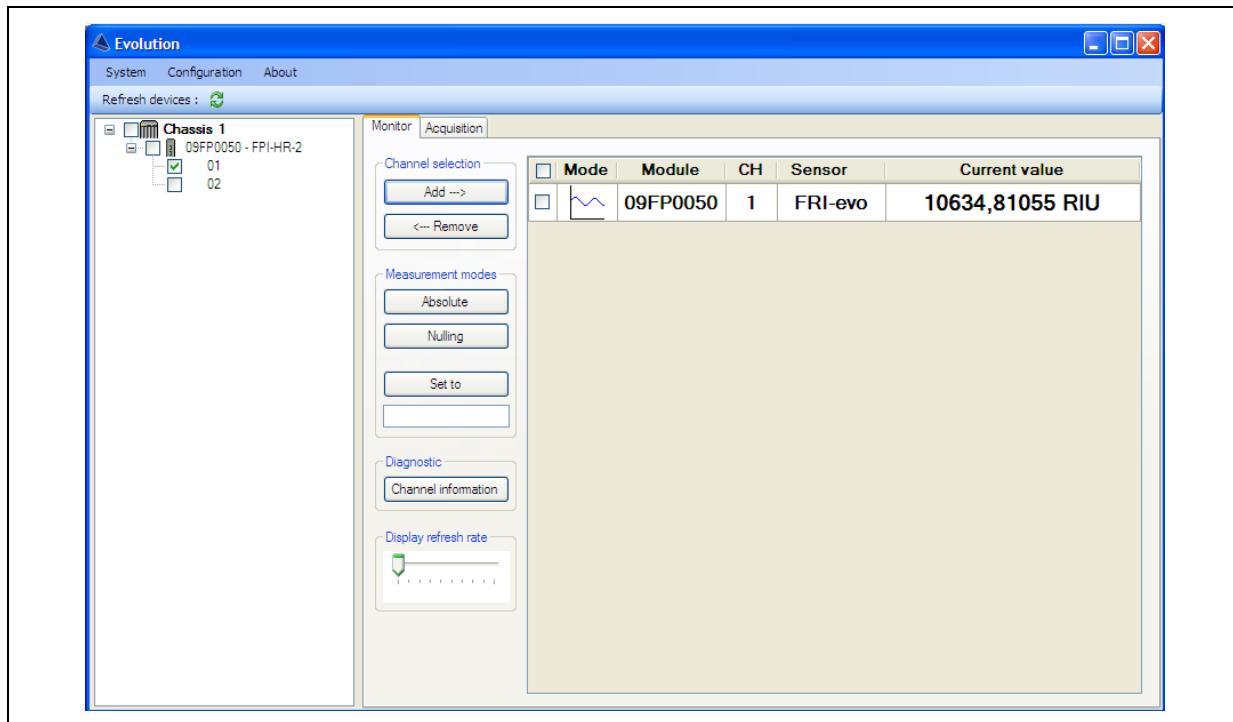 Evolution
System Configuration About
Refresh devices :
Chassis 1
09FP0050 - FPI-HR-2
01
02
Monitor Acquisition
Channel selection
Add --->
<--- Remove
Measurement modes
Absolute
Nulling
Set to
Diagnostic
Channel information
Display refresh rate
Mode Module CH Sensor Current value
09FP0050 1 FRI-evo 10634,81055 RIU